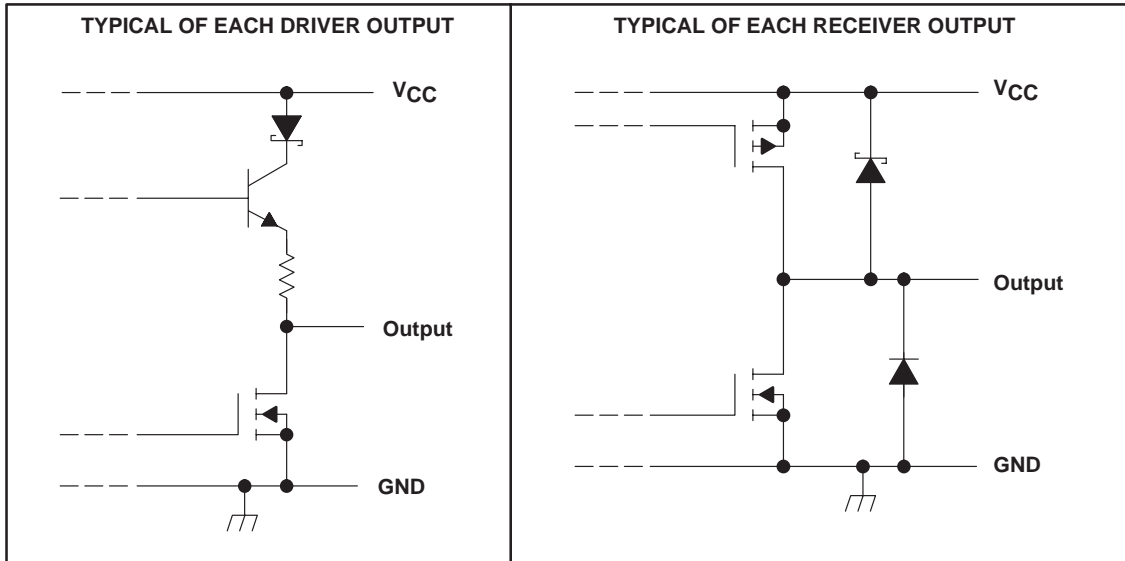 TYPICAL OF EACH DRIVER OUTPUT
VCC
Output
GND
TYPICAL OF EACH RECEIVER OUTPUT
VCC
Output
GND